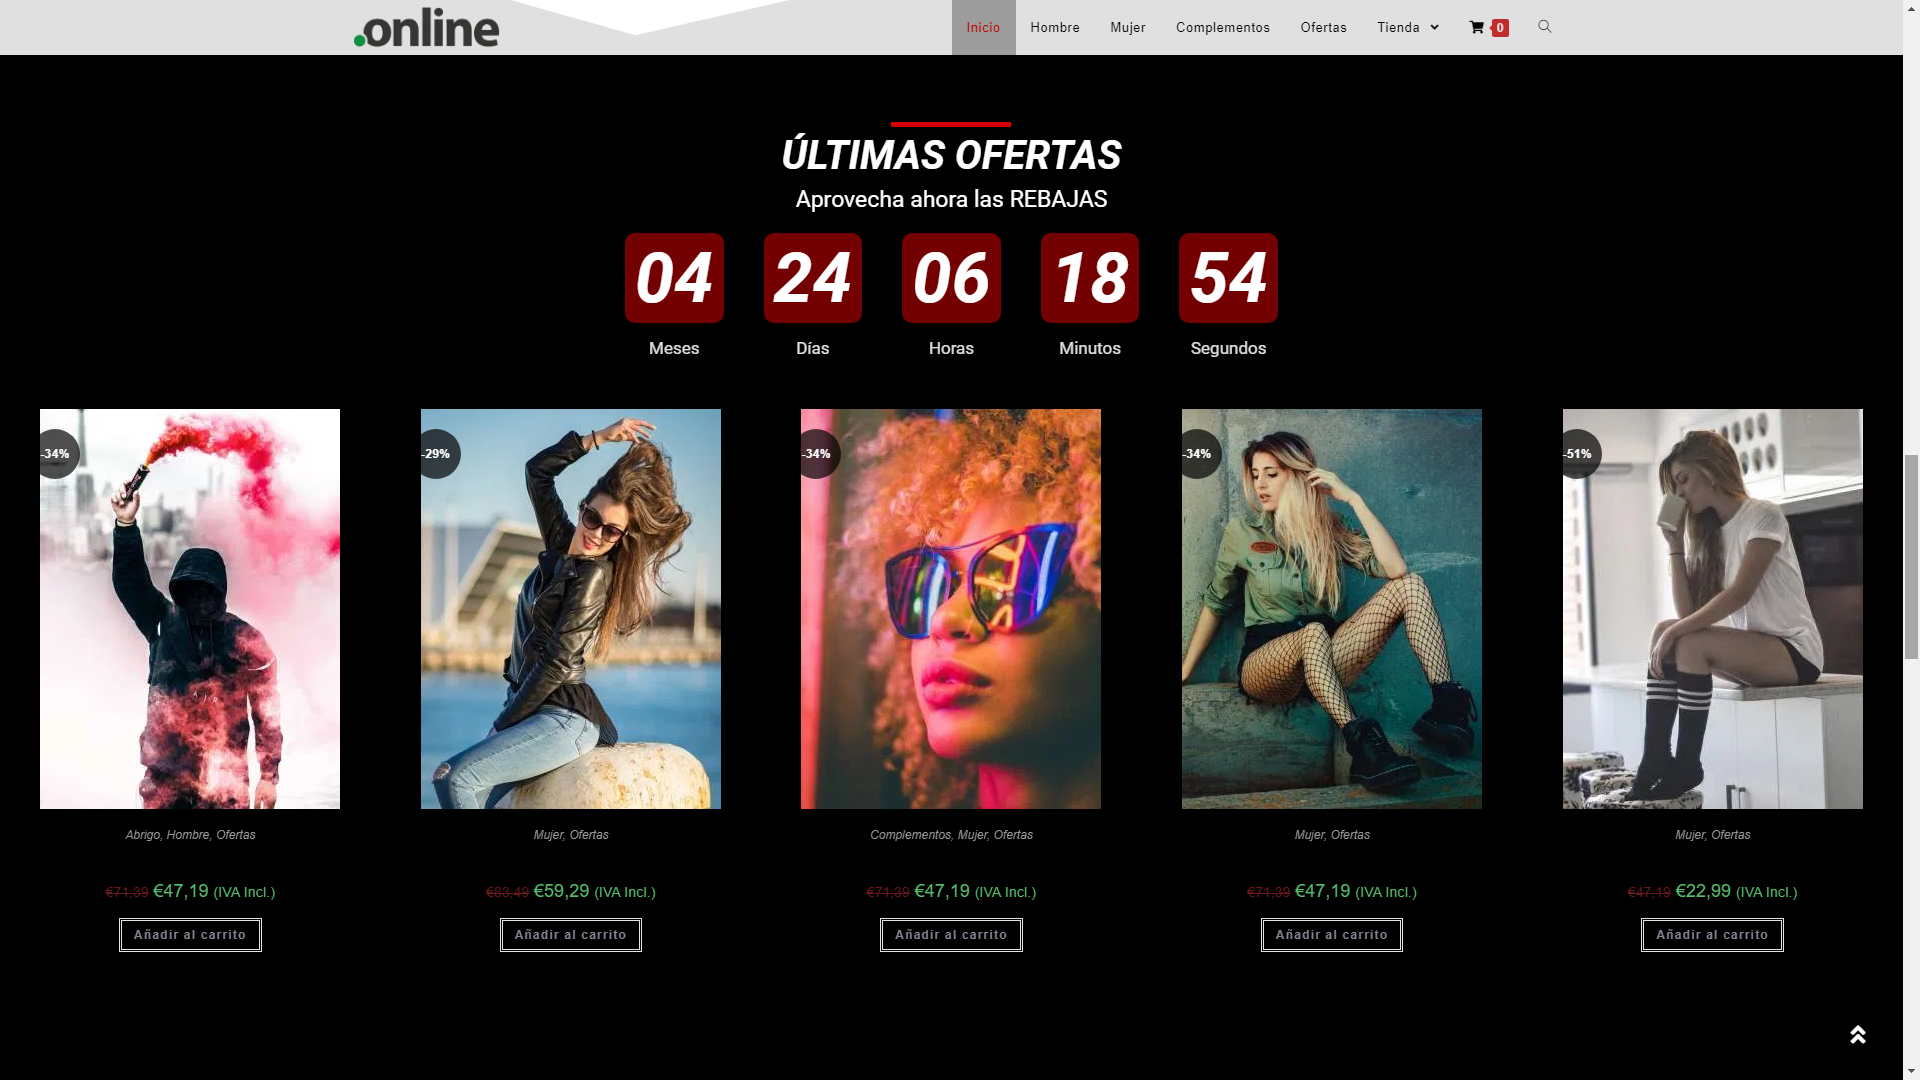 .online
Inicio Hombre Mujer Complementos Ofertas Tienda 0
ÚLTIMAS OFERTAS
Aprovecha ahora las REBAJAS
04 24 06 18 54
Meses Días Horas Minutos Segundos
-34% -29% -34% -34% -51%
AIR
Abrigo, Hombre, Ofertas
Mujer, Ofertas
Complementos, Mujer, Ofertas
Mujer, Ofertas
Mujer, Ofertas
€71,39 €47,19 (IVA Incl.)
€83,49 €59,29 (IVA Incl.)
€71,39 €47,19 (IVA Incl.)
€71,39 €47,19 (IVA Incl.)
€47,19 €22,99 (IVA Incl.)
Añadir al carrito
Añadir al carrito
Añadir al carrito
Añadir al carrito
Añadir al carrito